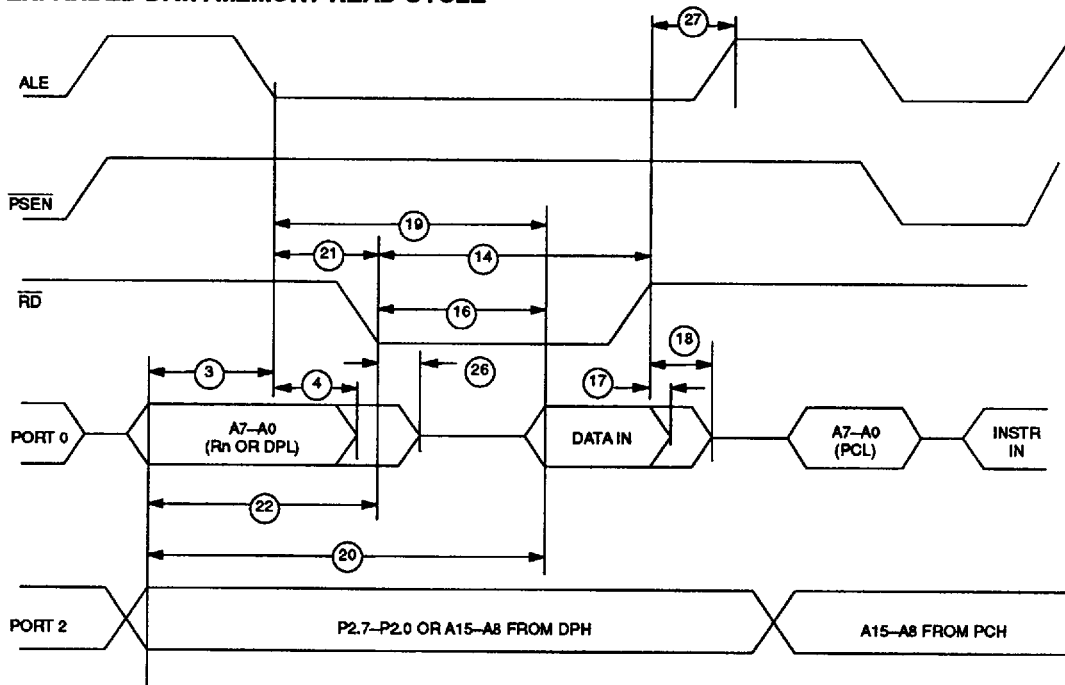 EXPANDED DATA MEMORY READ CYCLE
27
ALE
PSEN
19
21
14
RD
16
18
3
4
26
17
PORT 0
A7–A0
(Rn OR DPL)
DATA IN
A7–A0
(PCL)
INSTR
IN
22
20
PORT 2
P2.7–P2.0 OR A15–A8 FROM DPH
A15–A8 FROM PCH